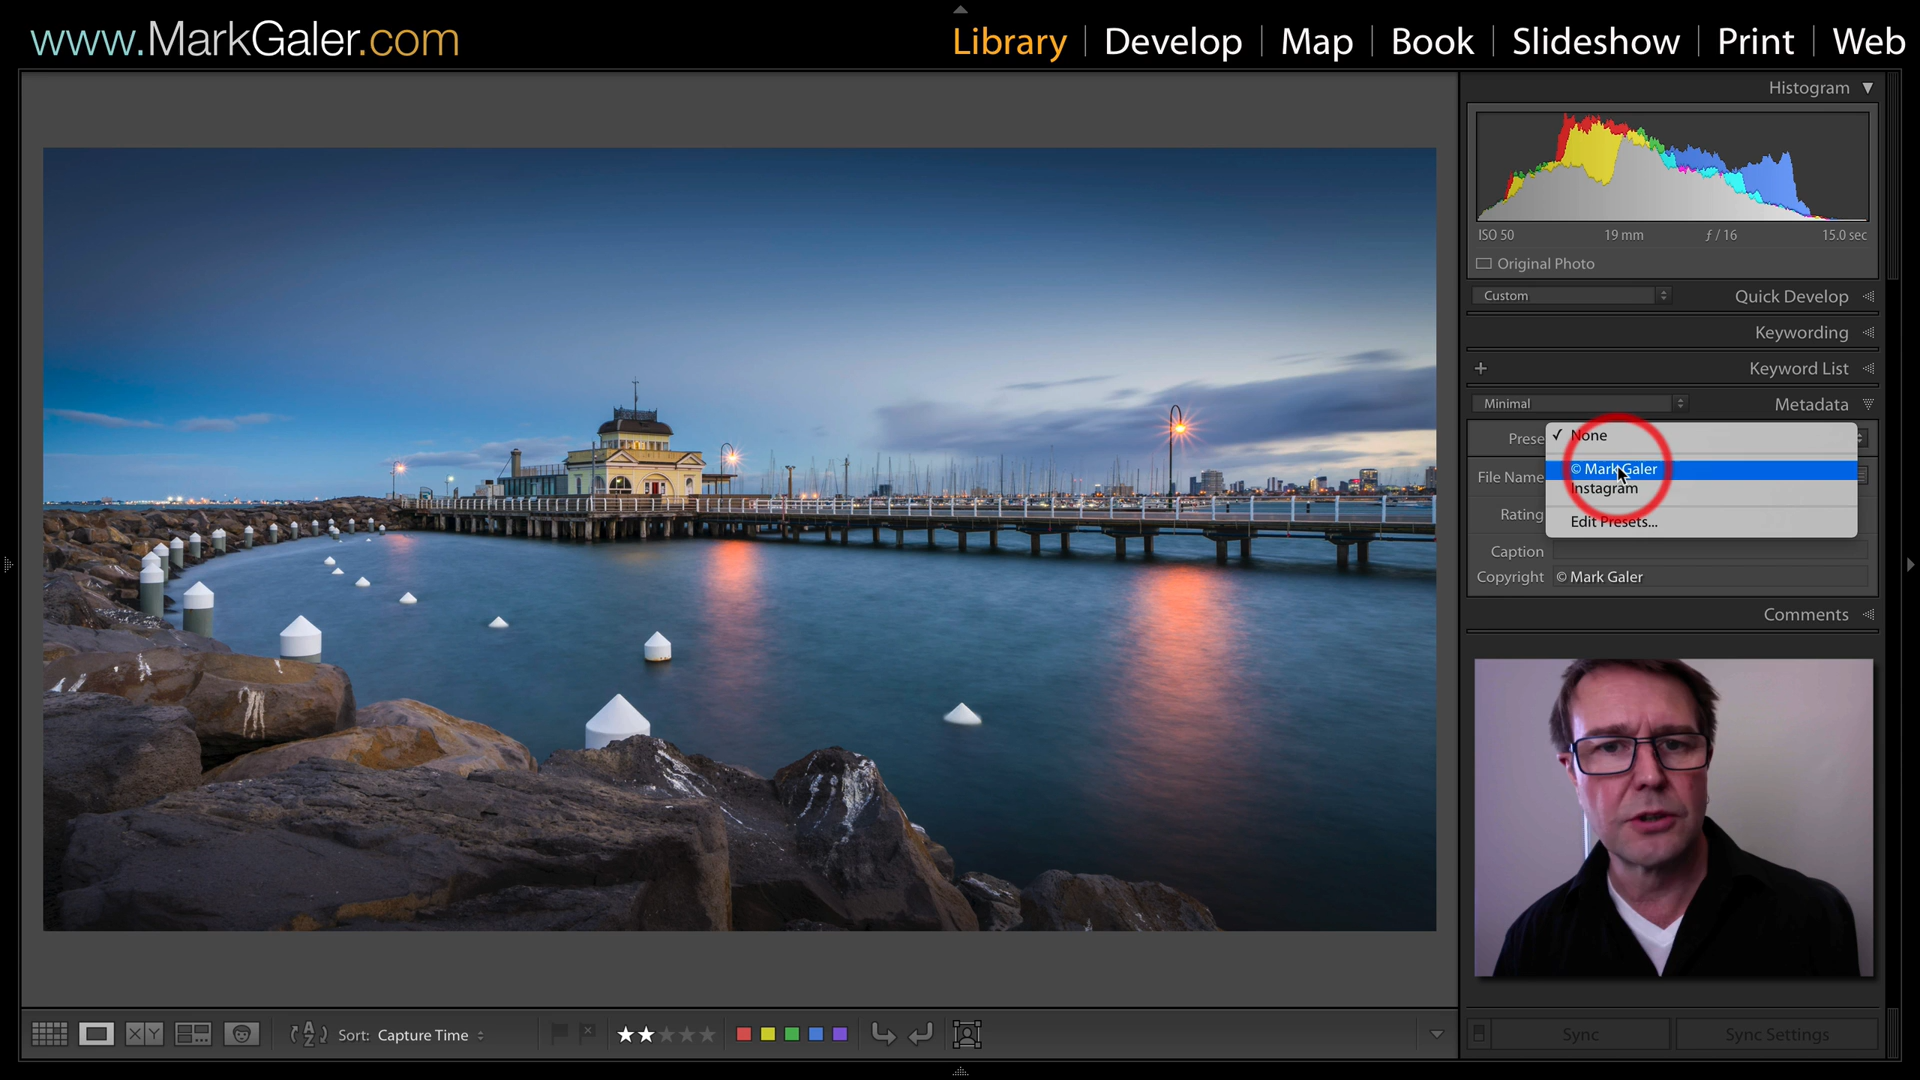 www.MarkGaler.com
Library | Develop | Map | Book | Slideshow | Print | Web
Histogram
ISO 50 19 mm ƒ / 16 15.0 sec
Original Photo
Custom Quick Develop
Keywording
+ Keyword List
Minimal Metadata
Prese
✓ None
© Mark Galer
Instagram
Edit Presets...
File Name
Rating
Caption
Copyright © Mark Galer
Comments
XY
Sort: Capture Time
Sync Sync Settings